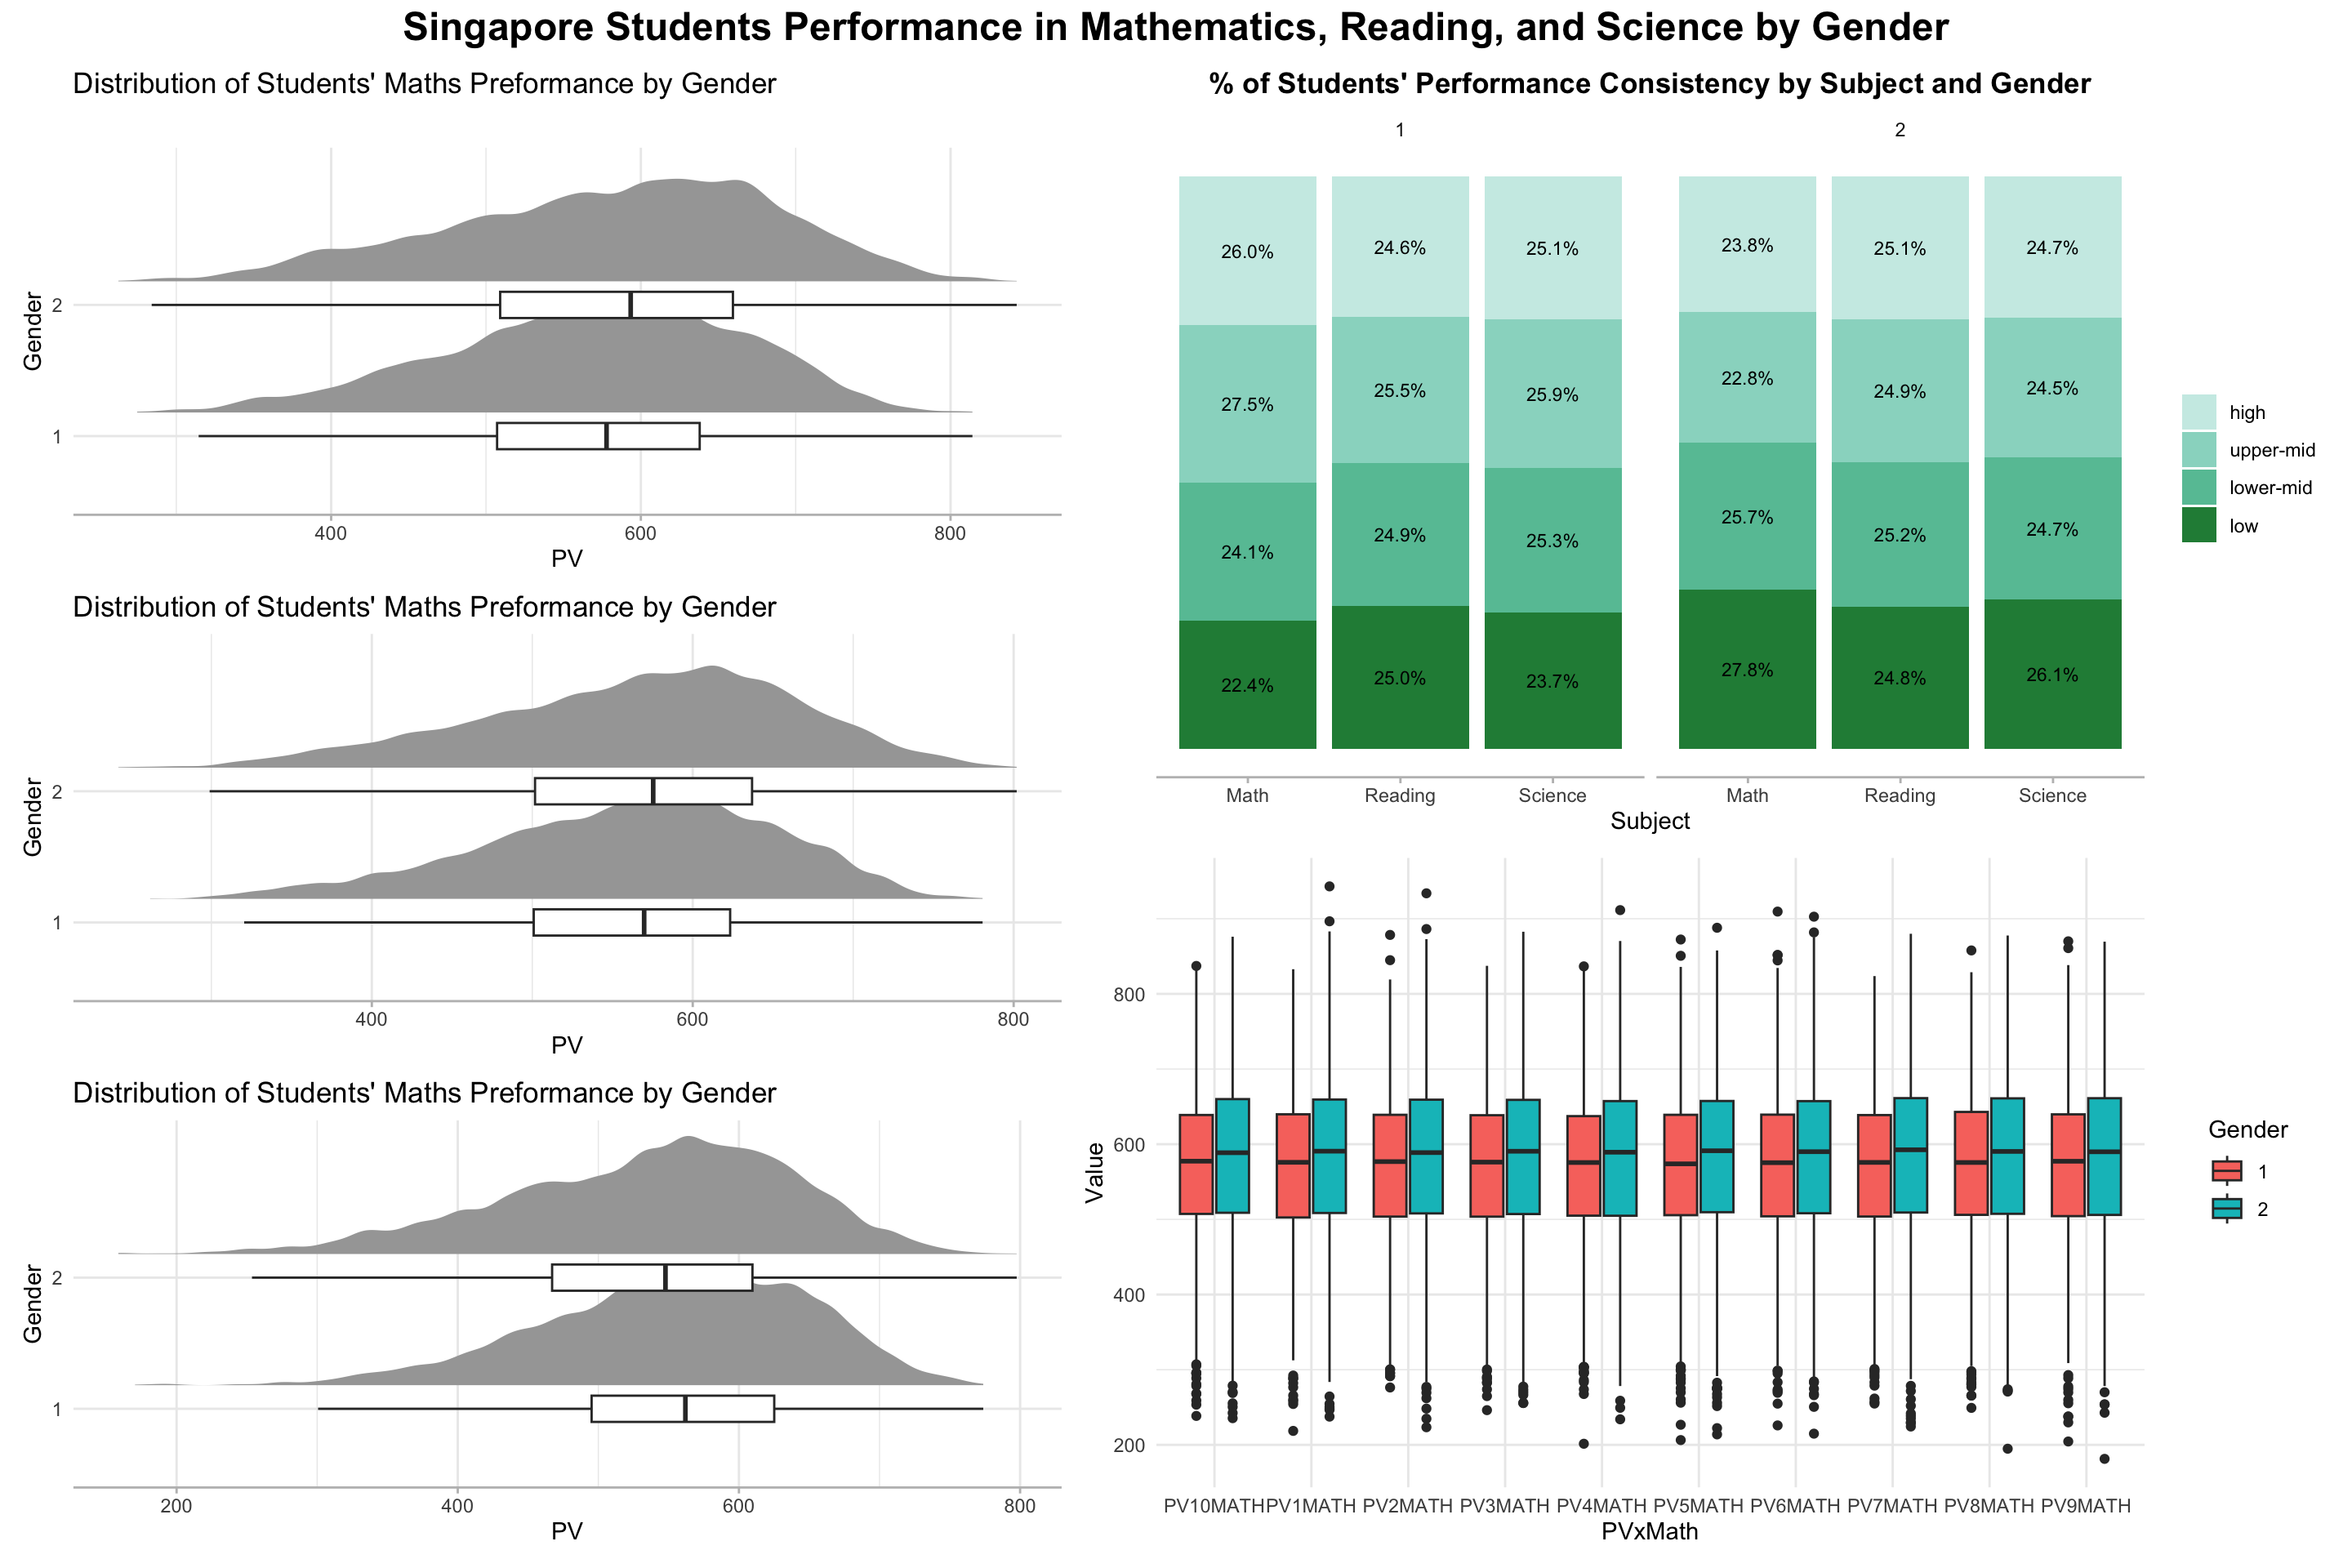 Singapore Students Performance in Mathematics, Reading, and Science by Gender
Distribution of Students' Maths Preformance by Gender
Gender
2
1
400 600 800
PV
Distribution of Students' Maths Preformance by Gender
Gender
2
1
400 600 800
PV
Distribution of Students' Maths Preformance by Gender
Gender
2
1
200 400 600 800
PV
% of Students' Performance Consistency by Subject and Gender
1 2
26.0% 24.6% 25.1% 23.8% 25.1% 24.7%
27.5% 25.5% 25.9% 22.8% 24.9% 24.5%
24.1% 24.9% 25.3% 25.7% 25.2% 24.7%
22.4% 25.0% 23.7% 27.8% 24.8% 26.1%
Math Reading Science Math Reading Science
Subject
high
upper-mid
lower-mid
low
Value
800
600
400
200
PV10MATH PV1MATH PV2MATH PV3MATH PV4MATH PV5MATH PV6MATH PV7MATH PV8MATH PV9MATH
PVxMath
Gender
1
2